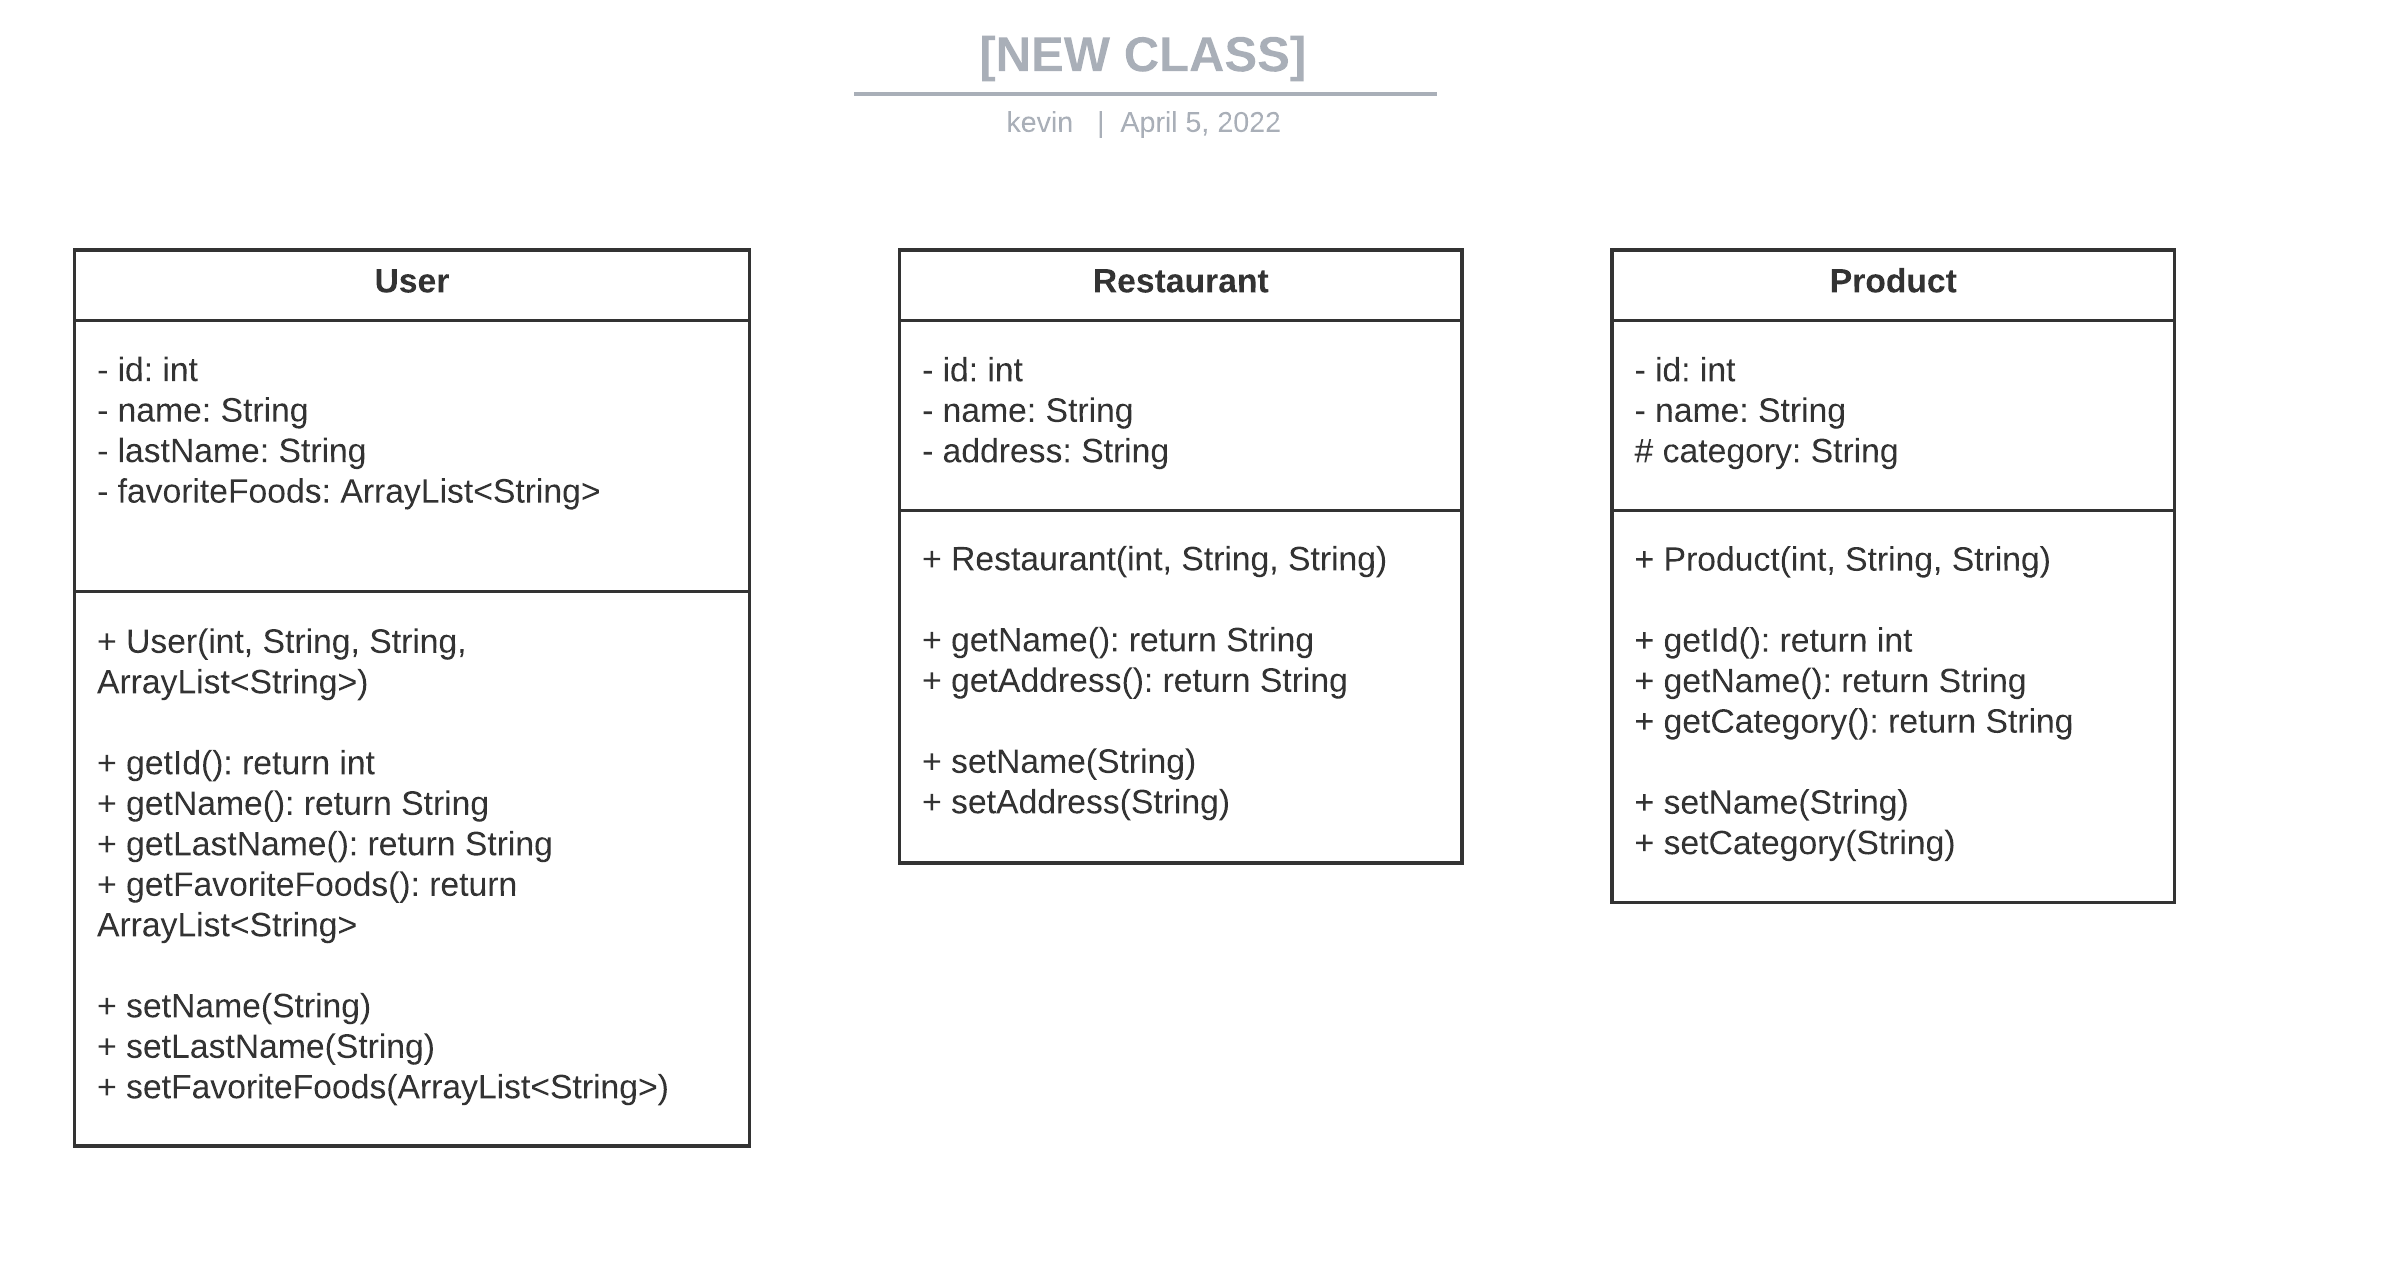 [NEW CLASS]
kevin | April 5, 2022
User
- id: int
- name: String
- lastName: String
- favoriteFoods: ArrayList<String>
+ User(int, String, String,
ArrayList<String>)
+ getId(): return int
+ getName(): return String
+ getLastName(): return String
+ getFavoriteFoods(): return
ArrayList<String>
+ setName(String)
+ setLastName(String)
+ setFavoriteFoods(ArrayList<String>)
Restaurant
- id: int
- name: String
- address: String
+ Restaurant(int, String, String)
+ getName(): return String
+ getAddress(): return String
+ setName(String)
+ setAddress(String)
Product
- id: int
- name: String
# category: String
+ Product(int, String, String)
+ getId(): return int
+ getName(): return String
+ getCategory(): return String
+ setName(String)
+ setCategory(String)